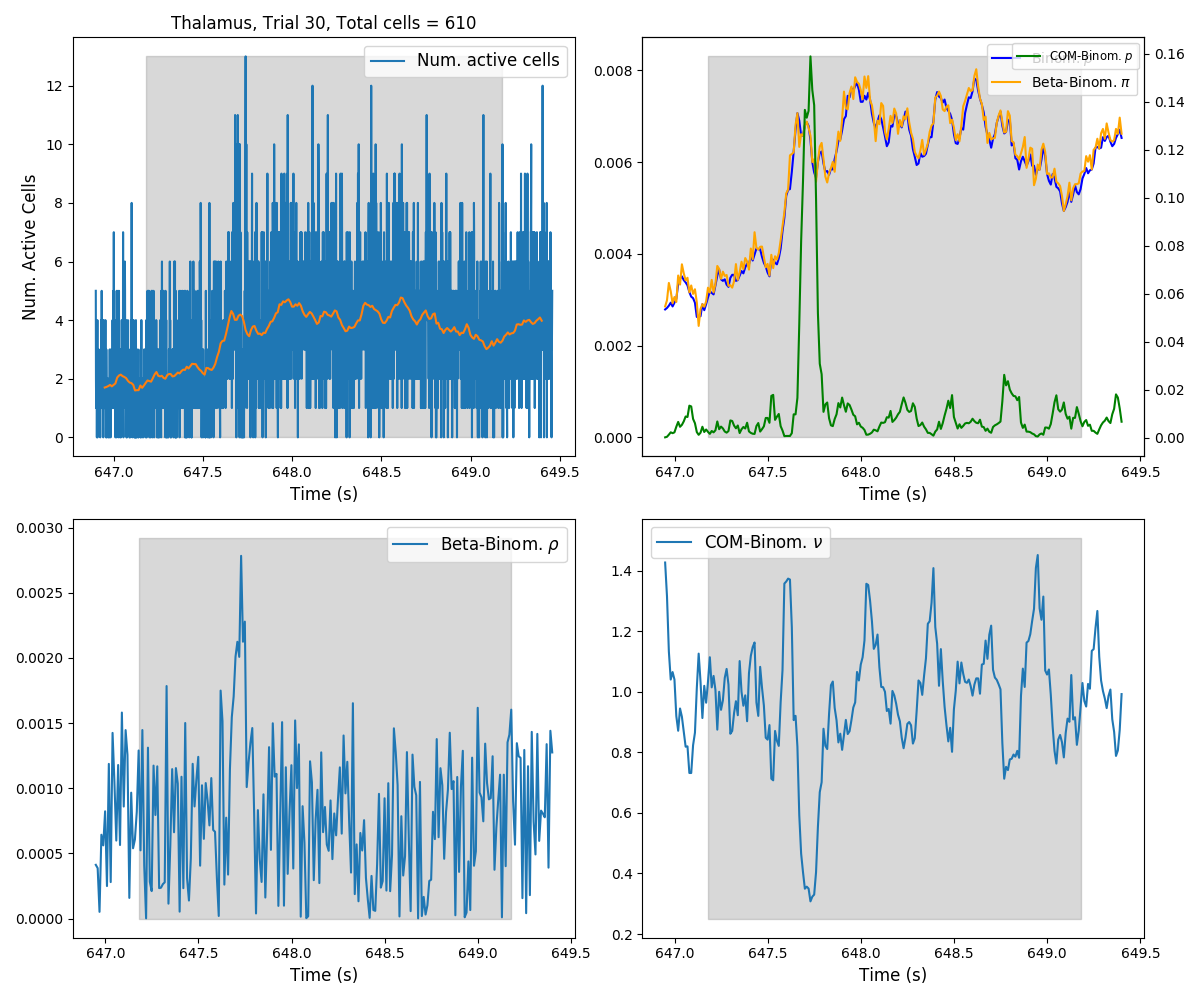 Thalamus, Trial 30, Total cells = 610
Num. active cells
Num. Active Cells
12
10
8
6
4
2
0
647.0 647.5 648.0 648.5 649.0 649.5
Time (s)
COM-Binom. p
Beta-Binom. π
0.008
0.006
0.004
0.002
0.000
0.16
0.14
0.12
0.10
0.08
0.06
0.04
0.02
0.00
647.0 647.5 648.0 648.5 649.0 649.5
Time (s)
Beta-Binom. ρ
0.0030
0.0025
0.0020
0.0015
0.0010
0.0005
0.0000
647.0 647.5 648.0 648.5 649.0 649.5
Time (s)
COM-Binom. ν
1.4
1.2
1.0
0.8
0.6
0.4
0.2
647.0 647.5 648.0 648.5 649.0 649.5
Time (s)